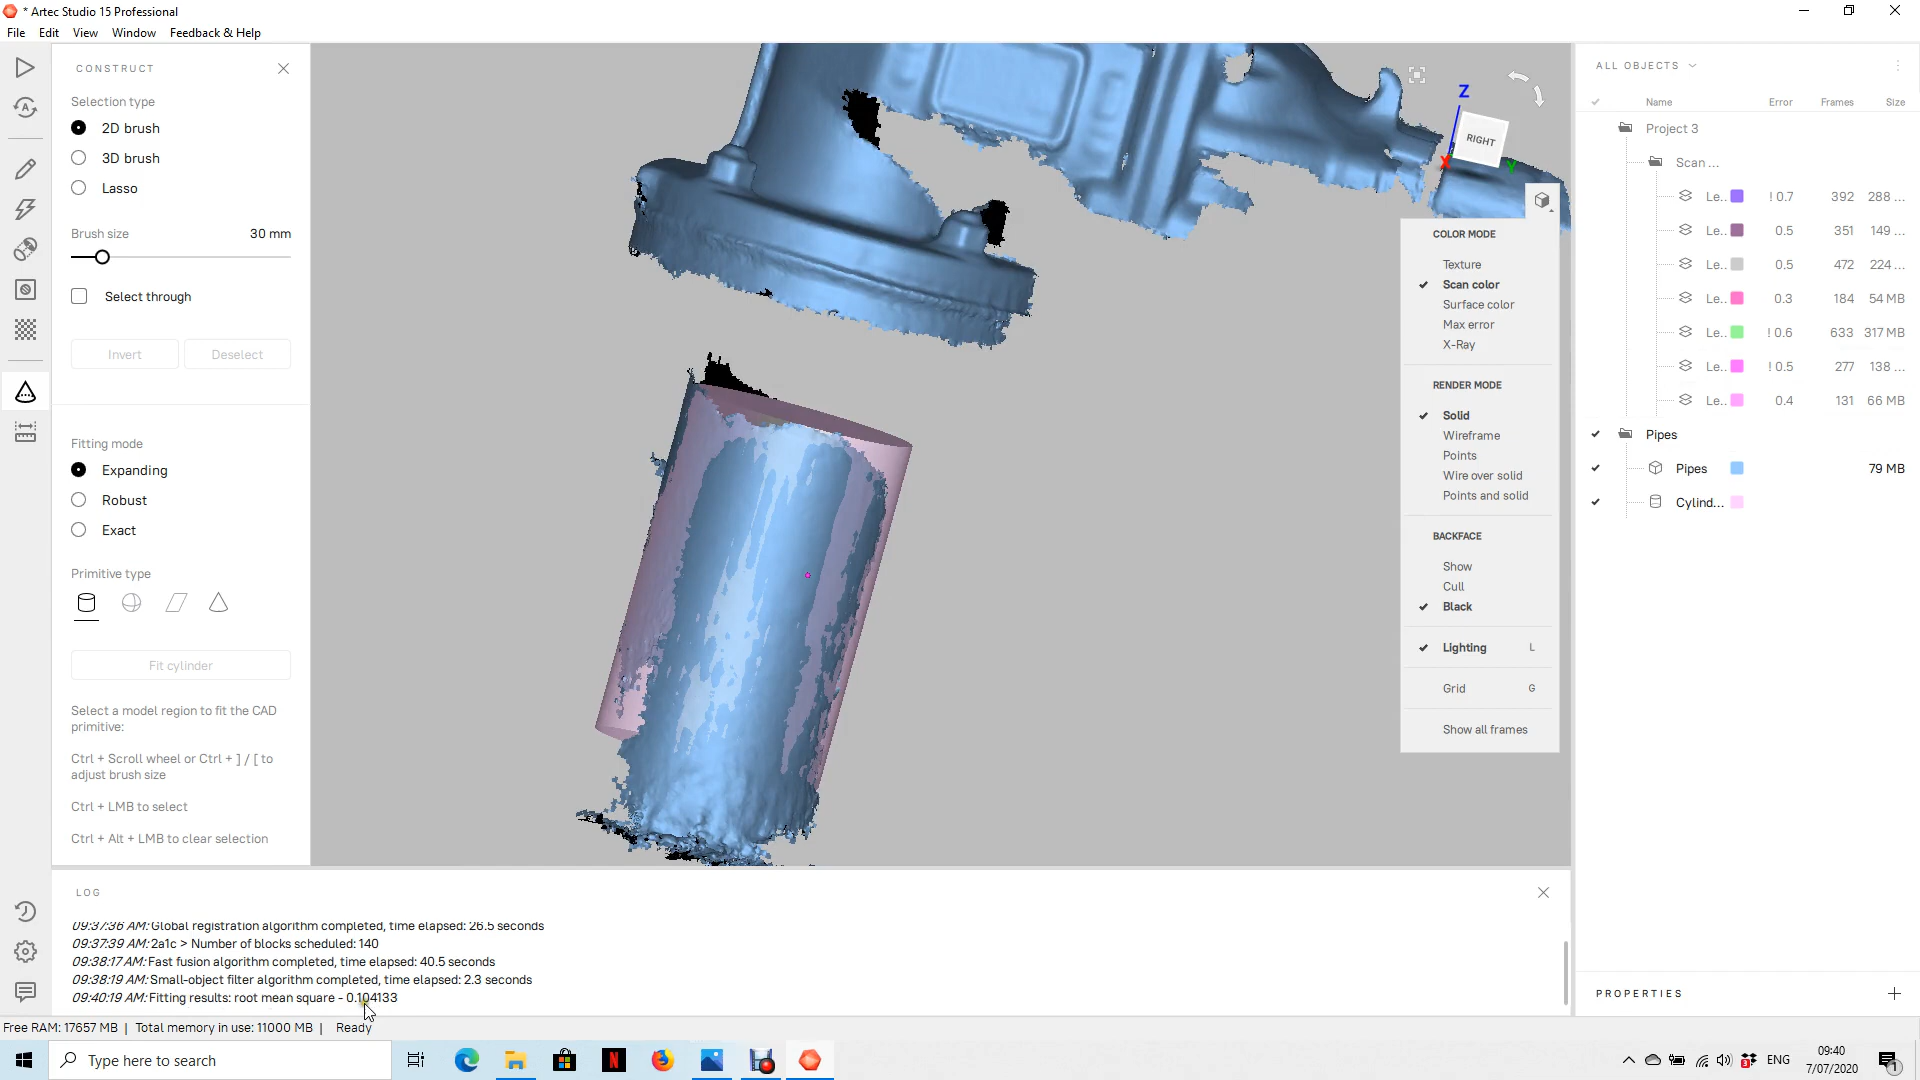 * Artec Studio 15 Professional
File Edit View Window Feedback & Help
CONSTRUCT
Selection type
2D brush
3D brush
Lasso
Brush size 30 mm
Select through
Invert Deselect
Fitting mode
Expanding
Robust
Exact
Primitive type
Fit cylinder
Select a model region to fit the CAD
primitive:
Ctrl + Scroll wheel or Ctrl + ] / [ to
adjust brush size
Ctrl + LMB to select
Ctrl + Alt + LMB to clear selection
Z
RIGHT
X
Y
COLOR MODE
Texture
Scan color
Surface color
Max error
X-Ray
RENDER MODE
Solid
Wireframe
Points
Wire over solid
Points and solid
BACKFACE
Show
Cull
Black
Lighting L
Grid G
Show all frames
ALL OBJECTS
Name Error Frames Size
Project 3
Scan ...
Le.. ! 0.7 392 288 ...
Le.. 0.5 351 149 ...
Le.. 0.5 472 224 ...
Le.. 0.3 184 54 MB
Le.. ! 0.6 633 317 MB
Le.. ! 0.5 277 138 ...
Le.. 0.4 131 66 MB
Pipes
Pipes 79 MB
Cylind...
PROPERTIES
LOG
09:37:36 AM: Global registration algorithm completed, time elapsed: 26.5 seconds
09:37:39 AM: 2a1c > Number of blocks scheduled: 140
09:38:17 AM: Fast fusion algorithm completed, time elapsed: 40.5 seconds
09:38:19 AM: Small-object filter algorithm completed, time elapsed: 2.3 seconds
09:40:19 AM: Fitting results: root mean square - 0.104133
Free RAM: 17657 MB | Total memory in use: 11000 MB | Ready
Type here to search
ENG
09:40
7/07/2020